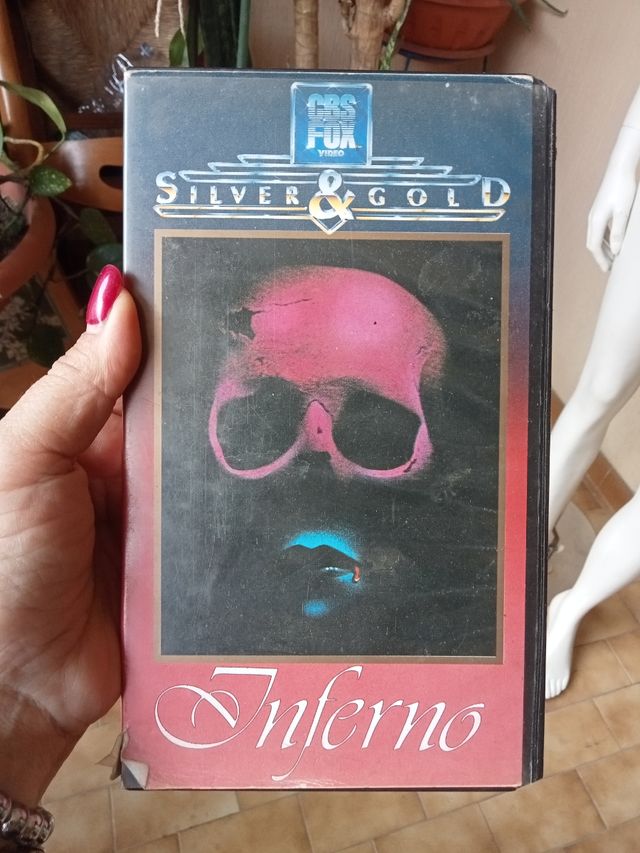 CBS
FOX
VIDEO
SILVER & GOLD
Inferno